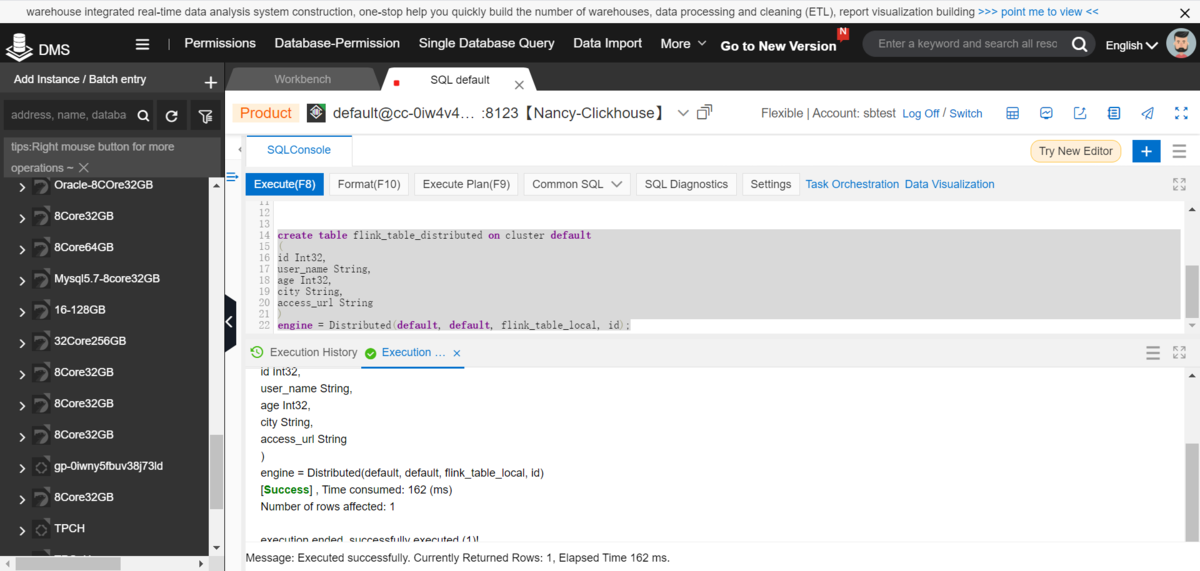 warehouse integrated real-time data analysis system construction, one-stop help you quickly build the number of warehouses, data processing and cleaning (ETL), report visualization building >>> point me to view <<
DMS
Permissions Database-Permission Single Database Query Data Import More Go to New Version N Enter a keyword and search all resc English
Add Instance / Batch entry
Workbench SQL default
address, name, databa
Product default@cc-0iw4v4... :8123【Nancy-Clickhouse】 Flexible | Account: sbtest Log Off / Switch
tips:Right mouse button for more
operations ~
SQLConsole Try New Editor
Execute(F8) Format(F10) Execute Plan(F9) Common SQL SQL Diagnostics Settings Task Orchestration Data Visualization
Oracle-8COre32GB
8Core32GB
8Core64GB
Mysql5.7-8core32GB
16-128GB
32Core256GB
8Core32GB
8Core32GB
8Core32GB
gp-0iwny5fbuv38j73ld
8Core32GB
TPCH
11
12
13
14 create table flink_table_distributed on cluster default
15 (
16 id Int32,
17 user_name String,
18 age Int32,
19 city String,
20 access_url String
21 )
22 engine = Distributed(default, default, flink_table_local, id);
Execution History Execution ...
id Int32,
user_name String,
age Int32,
city String,
access_url String
)
engine = Distributed(default, default, flink_table_local, id)
[Success] , Time consumed: 162 (ms)
Number of rows affected: 1
execution ended, successfully executed (1)!
Message: Executed successfully. Currently Returned Rows: 1, Elapsed Time 162 ms.